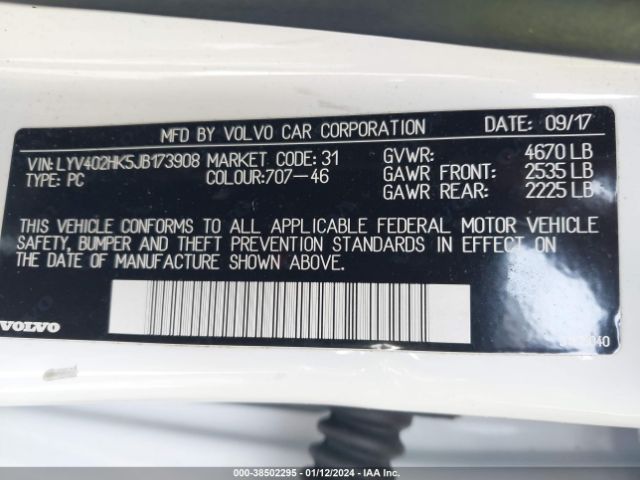 MFD BY VOLVO CAR CORPORATION DATE: 09/17
VIN: LYV402HK5JB173908 MARKET CODE: 31 GVWR: 4670 LB
TYPE: PC COLOUR:707-46 GAWR FRONT: 2535 LB
GAWR REAR: 2225 LB
THIS VEHICLE CONFORMS TO ALL APPLICABLE FEDERAL MOTOR VEHICLE
SAFETY, BUMPER AND THEFT PREVENTION STANDARDS IN EFFECT ON
THE DATE OF MANUFACTURE SHOWN ABOVE.
VOLVO
000-38502295 - 01/12/2024 - IAA Inc.